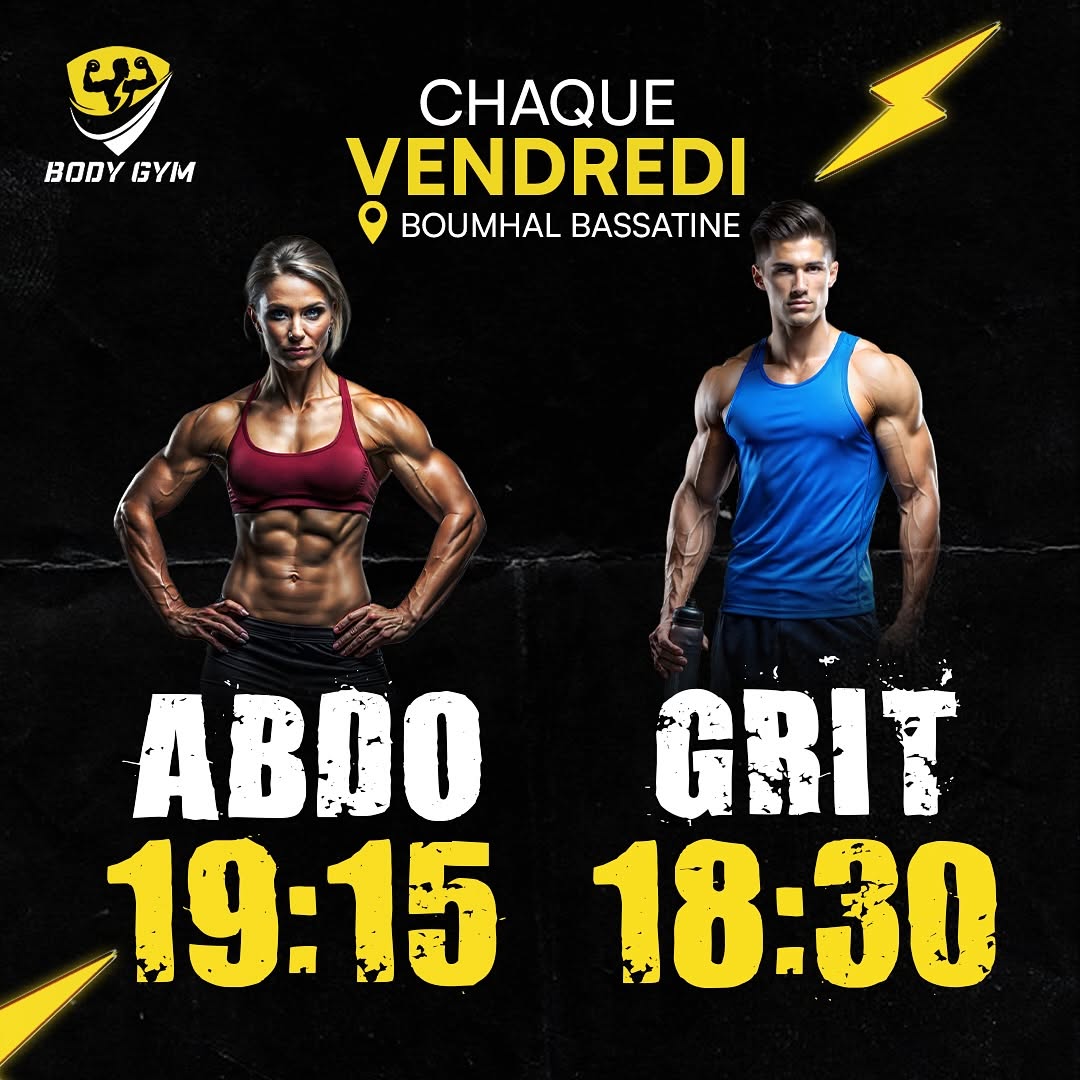 BODY GYM
CHAQUE
VENDREDI
BOUMHAL BASSATINE
ABDO
19:15
GRIT
18:30